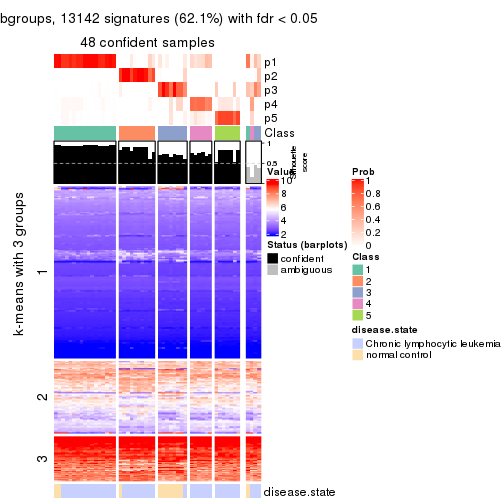 bgroups, 13142 signatures (62.1%) with fdr < 0.05
48 confident samples
p1
p2
p3
p4
p5
Class
1
0.5
0
Silhouette
score
k-means with 3 groups
1
2
3
Value
10
8
6
4
2
Status (barplots)
confident
ambiguous
Prob
1
0.8
0.6
0.4
0.2
0
Class
1
2
3
4
5
disease.state
Chronic lymphocytic leukemia
normal control
disease.state